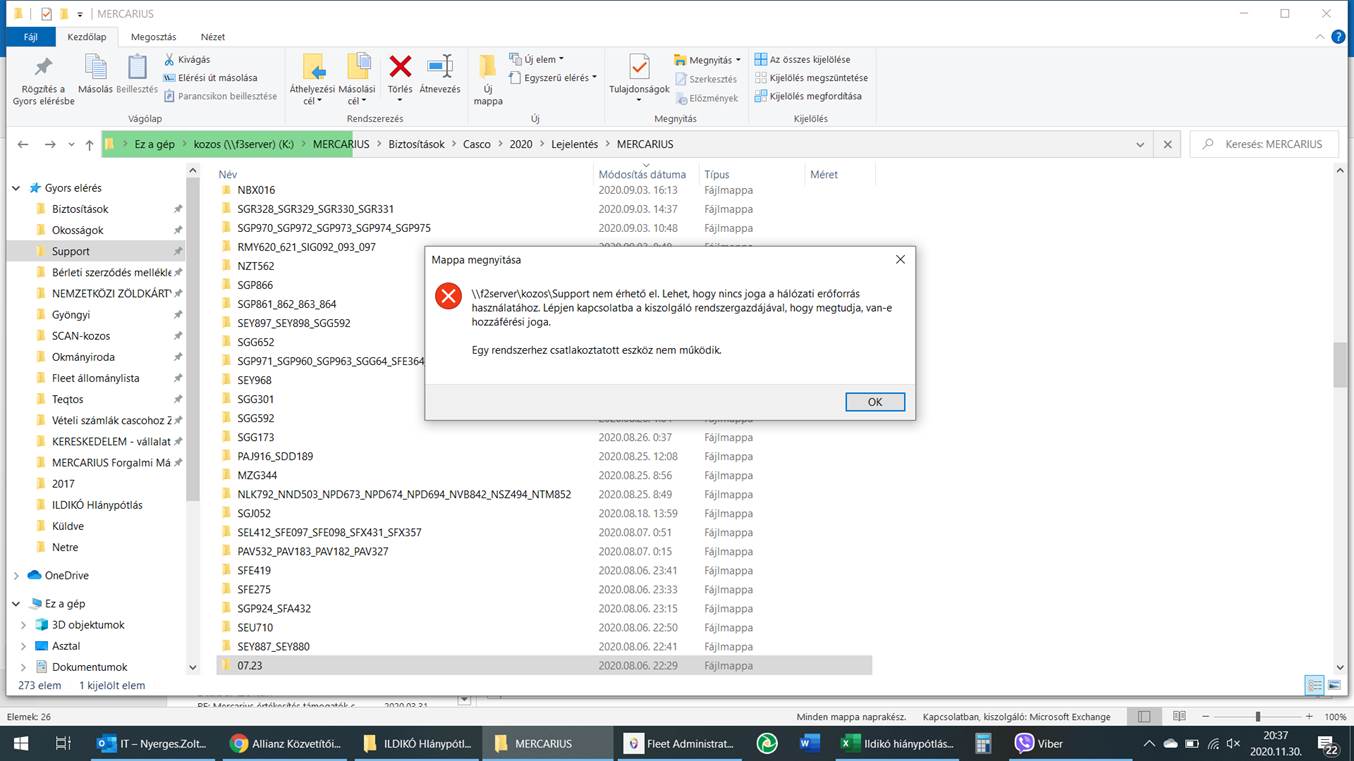 MERCARIUS
Fájl Kezdőlap Megosztás Nézet
Rögzítés a Gyors elérésbe
Másolás
Beillesztés
Kivágás
Elérési út másolása
Parancsikon beillesztése
Vágólap
Áthelyezési cél
Másolási cél
Törlés
Átnevezés
Rendszerezés
Új mappa
Új elem
Egyszerű elérés
Új
Tulajdonságok
Megnyitás
Szerkesztés
Előzmények
Megnyitás
Az összes kijelölése
Kijelölés megszüntetése
Kijelölés megfordítása
Kijelölés
Ez a gép > kozos (\\f3server) (K:) > MERCARIUS > Biztosítások > Casco > 2020 > Lejelentés > MERCARIUS
Keresés: MERCARIUS
Gyors elérés
Biztosítások
Okosságok
Support
Bérleti szerződés mellékle
NEMZETKÖZI ZÖLDKÁRTY
Gyöngyi
SCAN-kozos
Okmányiroda
Fleet állománylista
Teqtos
Vételi számlák cascohoz 2
KERESKEDELEM - vállalat
MERCARIUS Forgalmi Má
2017
ILDIKÓ HIánypótlás
Küldve
Netre
OneDrive
Ez a gép
3D objektumok
Asztal
Dokumentumok
Név Módosítás dátuma Típus Méret
NBX016 2020.09.03. 16:13 Fájlmappa
SGR328_SGR329_SGR330_SGR331 2020.09.03. 14:37 Fájlmappa
SGP970_SGP972_SGP973_SGP974_SGP975 2020.09.03. 10:48 Fájlmappa
RMY620_621_SIG092_093_097
NZT562
SGP866
SGP861_862_863_864
SEY897_SEY898_SGG592
SGG652
SGP971_SGP960_SGP963_SGG64_SFE364
SEY968
SGG301
SGG592
SGG173 2020.08.26. 0:37 Fájlmappa
PAJ916_SDD189 2020.08.25. 12:08 Fájlmappa
MZG344 2020.08.25. 8:56 Fájlmappa
NLK792_NND503_NPD673_NPD674_NPD694_NVB842_NSZ494_NTM852 2020.08.25. 8:49 Fájlmappa
SGJ052 2020.08.18. 13:59 Fájlmappa
SEL412_SFE097_SFE098_SFX431_SFX357 2020.08.07. 0:51 Fájlmappa
PAV532_PAV183_PAV182_PAV327 2020.08.07. 0:15 Fájlmappa
SFE419 2020.08.06. 23:41 Fájlmappa
SFE275 2020.08.06. 23:33 Fájlmappa
SGP924_SFA432 2020.08.06. 23:15 Fájlmappa
SEU710 2020.08.06. 22:50 Fájlmappa
SEY887_SEY880 2020.08.06. 22:41 Fájlmappa
07.23 2020.08.06. 22:29 Fájlmappa
Mappa megnyitása
\\f2server\kozos\Support nem érhető el. Lehet, hogy nincs joga a hálózati erőforrás
használatához. Lépjen kapcsolatba a kiszolgáló rendszergazdájával, hogy megtudja, van-e
hozzáférési joga.
Egy rendszerhez csatlakoztatott eszköz nem működik.
OK
273 elem 1 kijelölt elem
Elemek: 26 Minden mappa naprakész. Kapcsolatban, kiszolgáló: Microsoft Exchange 100%
IT – Nyerges.Zolt... Allianz Közvetítői... ILDIKÓ HIánypótl... MERCARIUS Fleet Administrat... Ildikó hiánypótlás... Viber
20:37
2020.11.30.
22